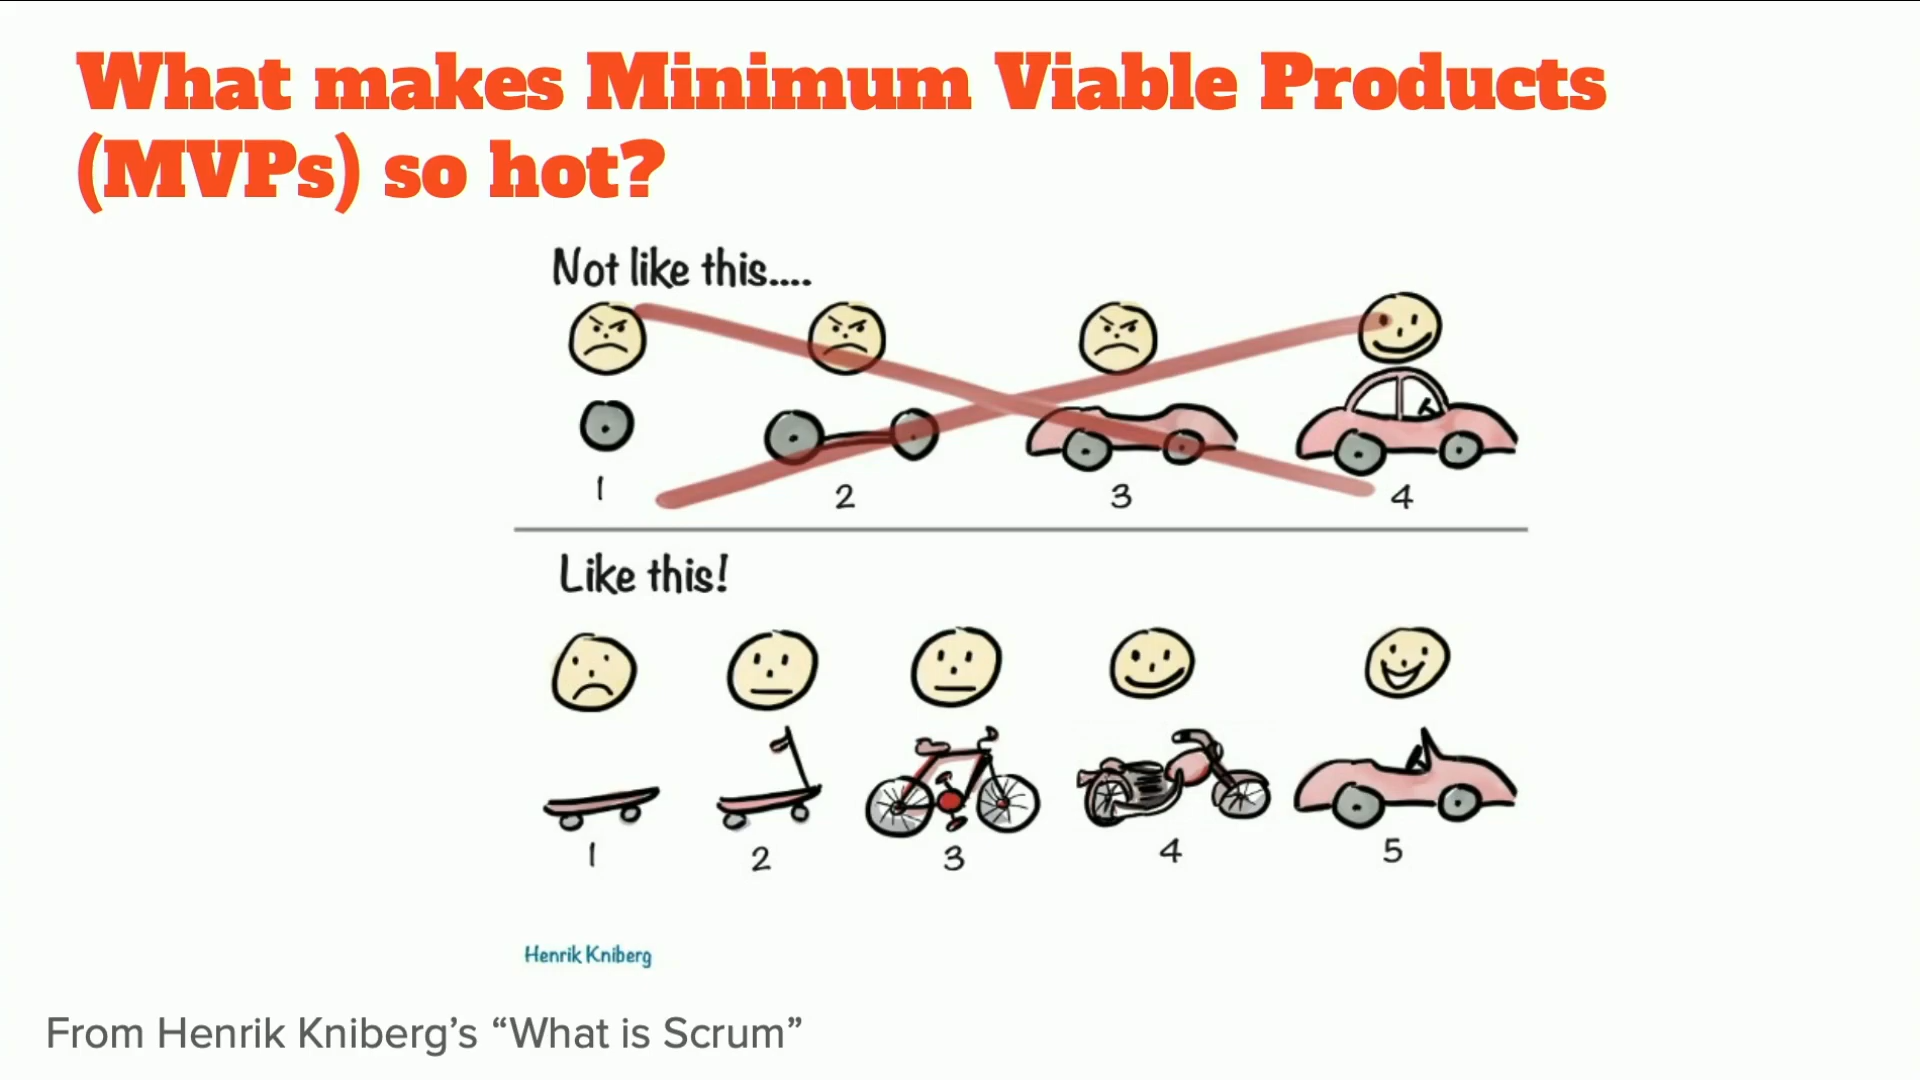 What makes Minimum Viable Products
(MVPs) so hot?
Not like this....
1 2 3 4
Like this!
1 2 3 4 5
Henrik Kniberg
From Henrik Kniberg’s “What is Scrum”